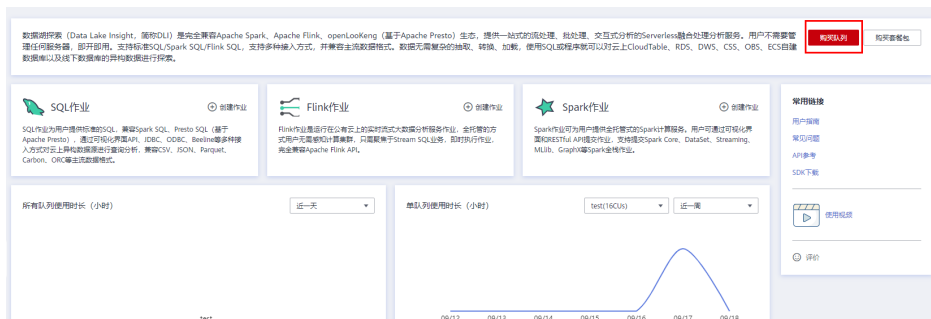 数据湖探索（Data Lake Insight，简称DLI）是完全兼容Apache Spark、Apache Flink、openLooKeng（基于Apache Presto）生态，提供一站式的流处理、批处理、交互式分析的Serverless融合处理分析服务。用户不需要管
理任何服务器，即开即用。支持标准SQL/Spark SQL/Flink SQL，支持多种接入方式，并兼容主流数据格式。数据无需复杂的抽取、转换、加载，使用SQL或程序就可以对云上CloudTable、RDS、DWS、CSS、OBS、ECS自建
数据库以及线下数据库的异构数据进行探索。
购买队列
购买套餐包
SQL作业
创建作业
SQL作业为用户提供标准的SQL、兼容Spark SQL、Presto SQL（基于
Apache Presto），通过可视化界面API、JDBC、ODBC、Beeline等多种接
入方式对云上异构数据源进行查询分析，兼容CSV、JSON、Parquet、
Carbon、ORC等主流数据格式。
Flink作业
创建作业
Flink作业是运行在公有云上的实时流式大数据分析服务作业，全托管的方
式用户无需感知计算集群，只需聚焦于Stream SQL业务，即时执行作业，
完全兼容Apache Flink API。
Spark作业
创建作业
Spark作业可为用户提供全托管式的Spark计算服务。用户可通过可视化界
面和RESTful API提交作业，支持提交Spark Core、DataSet、Streaming、
MLlib、GraphX等Spark全栈作业。
常用链接
用户指南
常见问题
API参考
SDK下载
使用视频
评价
所有队列使用时长（小时）
近一天
test
单队列使用时长（小时）
test(16CUs)
近一周
09/12
09/13
09/14
09/15
09/16
09/17
09/18